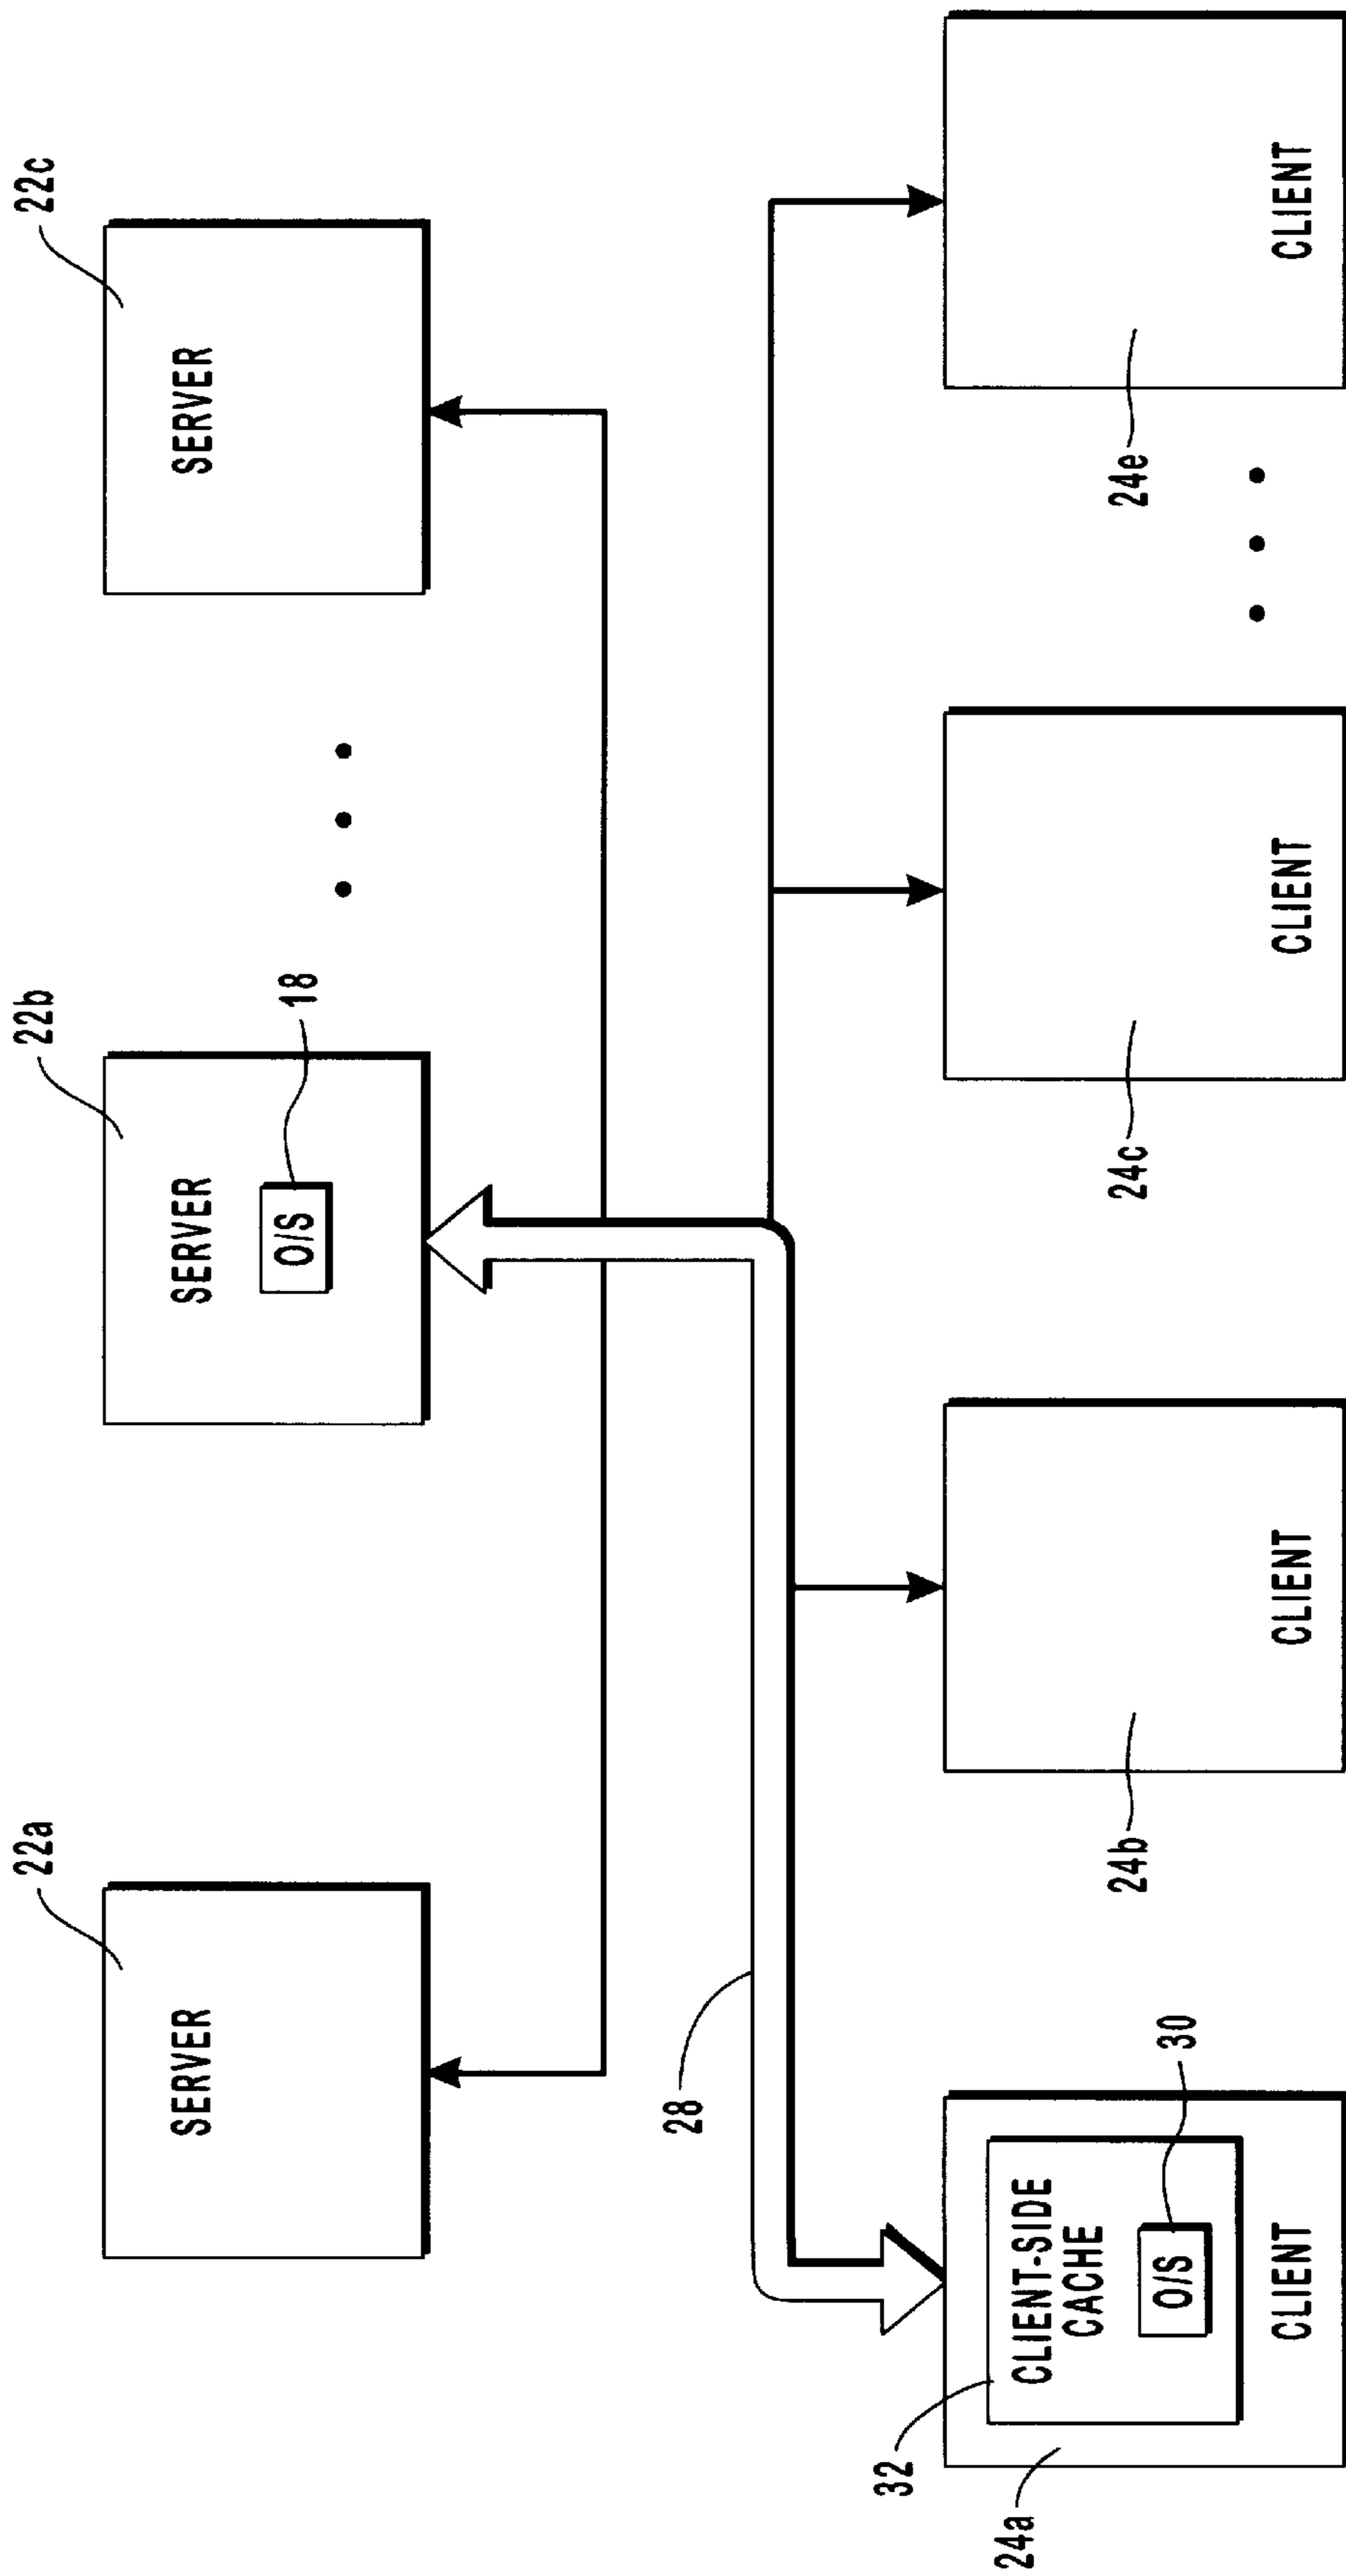 22a
22b
22c
SERVER
SERVER
SERVER
O/S
18
28
32
CLIENT-SIDE
CACHE
O/S
30
24a
CLIENT
24b
CLIENT
24c
CLIENT
24e
CLIENT